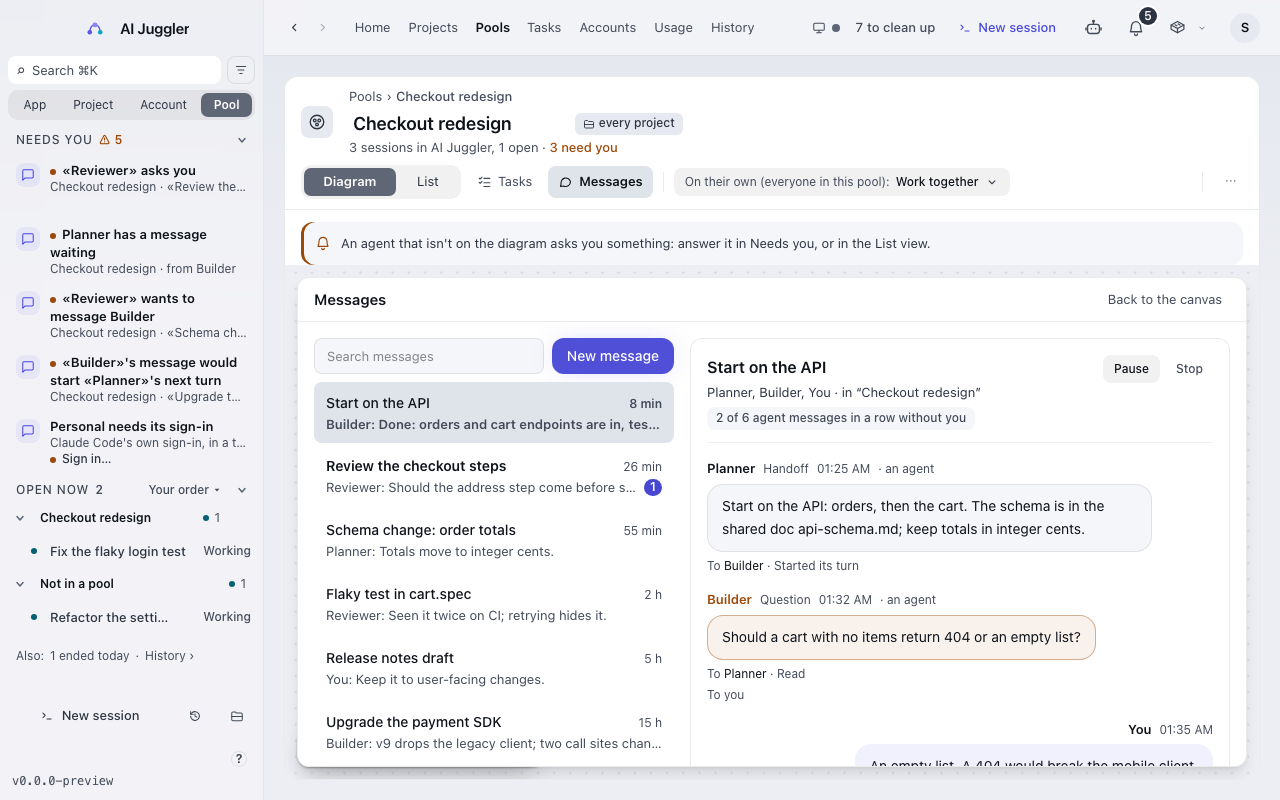 AI Juggler
Search ⌘K
App Project Account Pool
NEEDS YOU 5
«Reviewer» asks you
Checkout redesign · «Review the…
Planner has a message
waiting
Checkout redesign · from Builder
«Reviewer» wants to
message Builder
Checkout redesign · «Schema ch…
«Builder»'s message would
start «Planner»'s next turn
Checkout redesign · «Upgrade t…
Personal needs its sign-in
Claude Code's own sign-in, in a t…
Sign in…
OPEN NOW 2 Your order
Checkout redesign 1
Fix the flaky login test Working
Not in a pool 1
Refactor the setti… Working
Also: 1 ended today · History ›
New session
?
v0.0.0-preview
Home Projects Pools Tasks Accounts Usage History
7 to clean up
New session
5
S
Pools › Checkout redesign
Checkout redesign every project
3 sessions in AI Juggler, 1 open · 3 need you
Diagram List Tasks Messages On their own (everyone in this pool): Work together ···
An agent that isn't on the diagram asks you something: answer it in Needs you, or in the List view.
Messages Back to the canvas
Search messages New message
Start on the API 8 min
Builder: Done: orders and cart endpoints are in, tes…
Review the checkout steps 26 min
Reviewer: Should the address step come before s… 1
Schema change: order totals 55 min
Planner: Totals move to integer cents.
Flaky test in cart.spec 2 h
Reviewer: Seen it twice on CI; retrying hides it.
Release notes draft 5 h
You: Keep it to user-facing changes.
Upgrade the payment SDK 15 h
Builder: v9 drops the legacy client; two call sites chan…
Start on the API Pause Stop
Planner, Builder, You · in “Checkout redesign”
2 of 6 agent messages in a row without you
Planner Handoff 01:25 AM · an agent
Start on the API: orders, then the cart. The schema is in the
shared doc api-schema.md; keep totals in integer cents.
To Builder · Started its turn
Builder Question 01:32 AM · an agent
Should a cart with no items return 404 or an empty list?
To Planner · Read
To you
You 01:35 AM
An empty list. A 404 would break the mobile client.